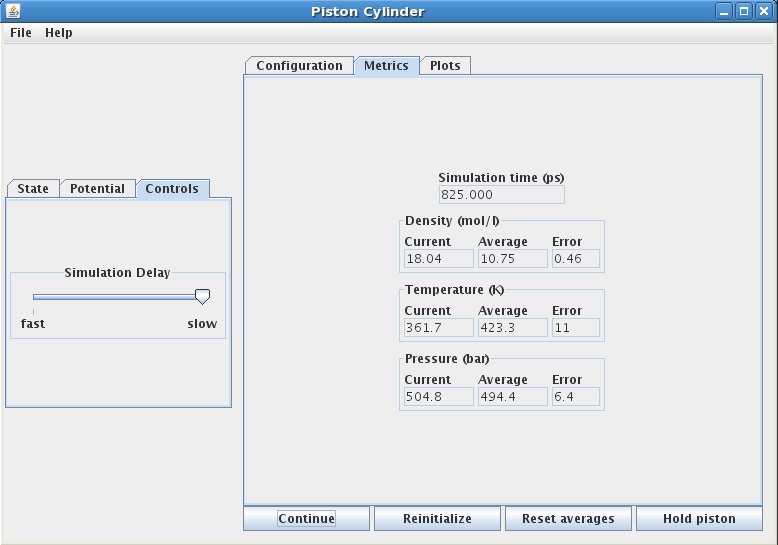 Piston Cylinder
File Help
Configuration Metrics Plots
State Potential Controls
Simulation Delay
fast slow
Simulation time (ps)
825.000
Density (mol/l)
Current Average Error
18.04 10.75 0.46
Temperature (K)
Current Average Error
361.7 423.3 11
Pressure (bar)
Current Average Error
504.8 494.4 6.4
Continue Reinitialize Reset averages Hold piston